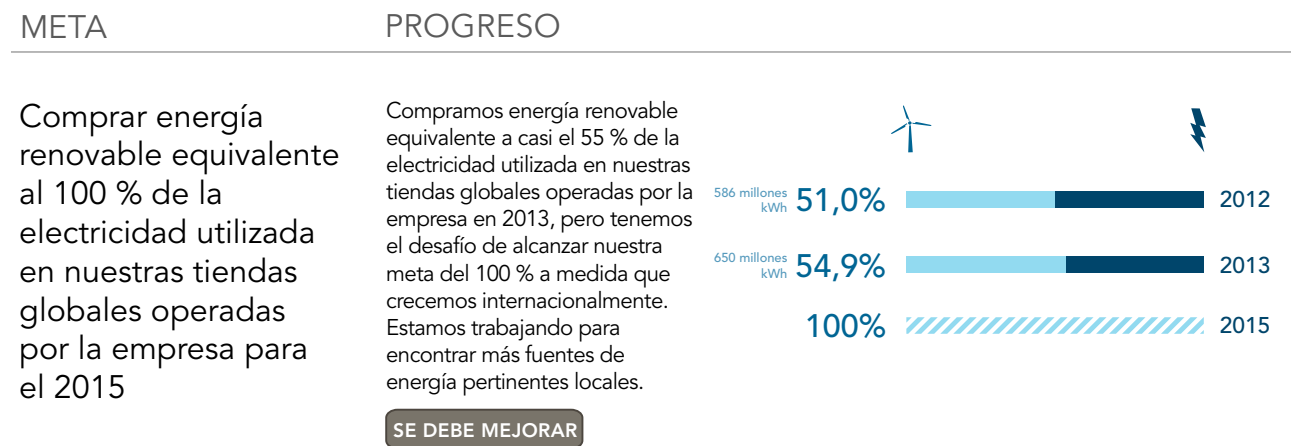 META
PROGRESO
Comprar energía
renovable equivalente
al 100 % de la
electricidad utilizada
en nuestras tiendas
globales operadas
por la empresa para
el 2015
Compramos energía renovable
equivalente a casi el 55 % de la
electricidad utilizada en nuestras
tiendas globales operadas por la
empresa en 2013, pero tenemos
el desafío de alcanzar nuestra
meta del 100 % a medida que
crecemos internacionalmente.
Estamos trabajando para
encontrar más fuentes de
energía pertinentes locales.
SE DEBE MEJORAR
586 millones
kWh
51,0%
2012
650 millones
kWh
54,9%
2013
100%
2015